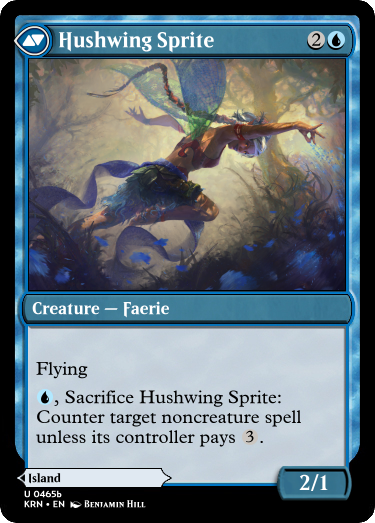 Hushwing Sprite 2
Creature — Faerie
Flying
, Sacrifice Hushwing Sprite:
Counter target noncreature spell
unless its controller pays 3.
Island
2/1
U 0465b
KRN • EN Benjamin Hill